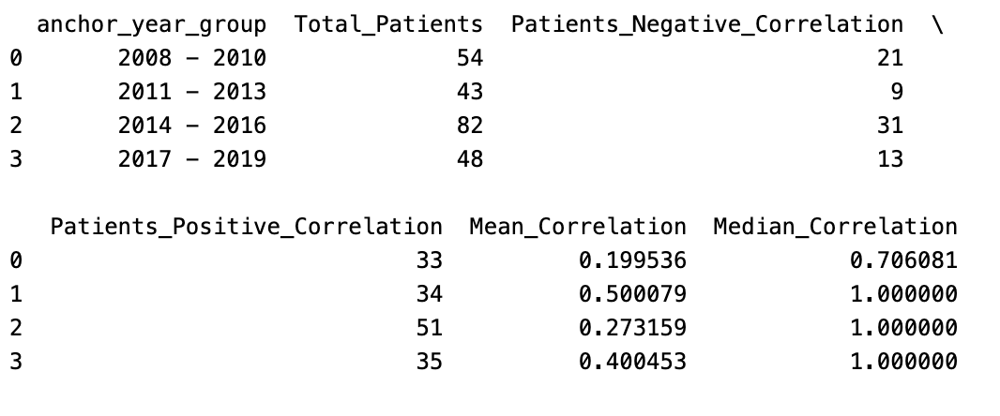 anchor_year_group Total_Patients Patients_Negative_Correlation \
0 2008 – 2010 54 21
1 2011 – 2013 43 9
2 2014 – 2016 82 31
3 2017 – 2019 48 13
Patients_Positive_Correlation Mean_Correlation Median_Correlation
0 33 0.199536 0.706081
1 34 0.500079 1.000000
2 51 0.273159 1.000000
3 35 0.400453 1.000000